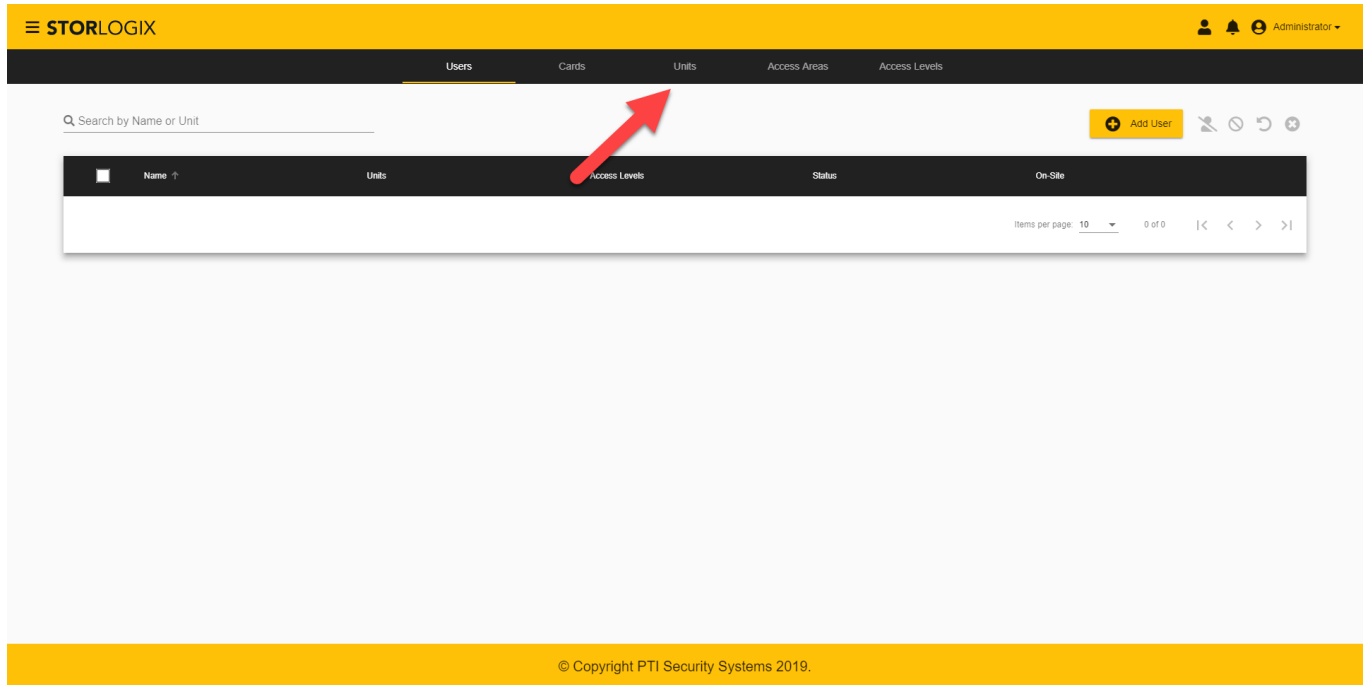 STORLOGIX Administrator
Users Cards Units Access Areas Access Levels
Search by Name or Unit Add User
Name Units Access Levels Status On-Site
Items per page: 10 0 of 0
© Copyright PTI Security Systems 2019.